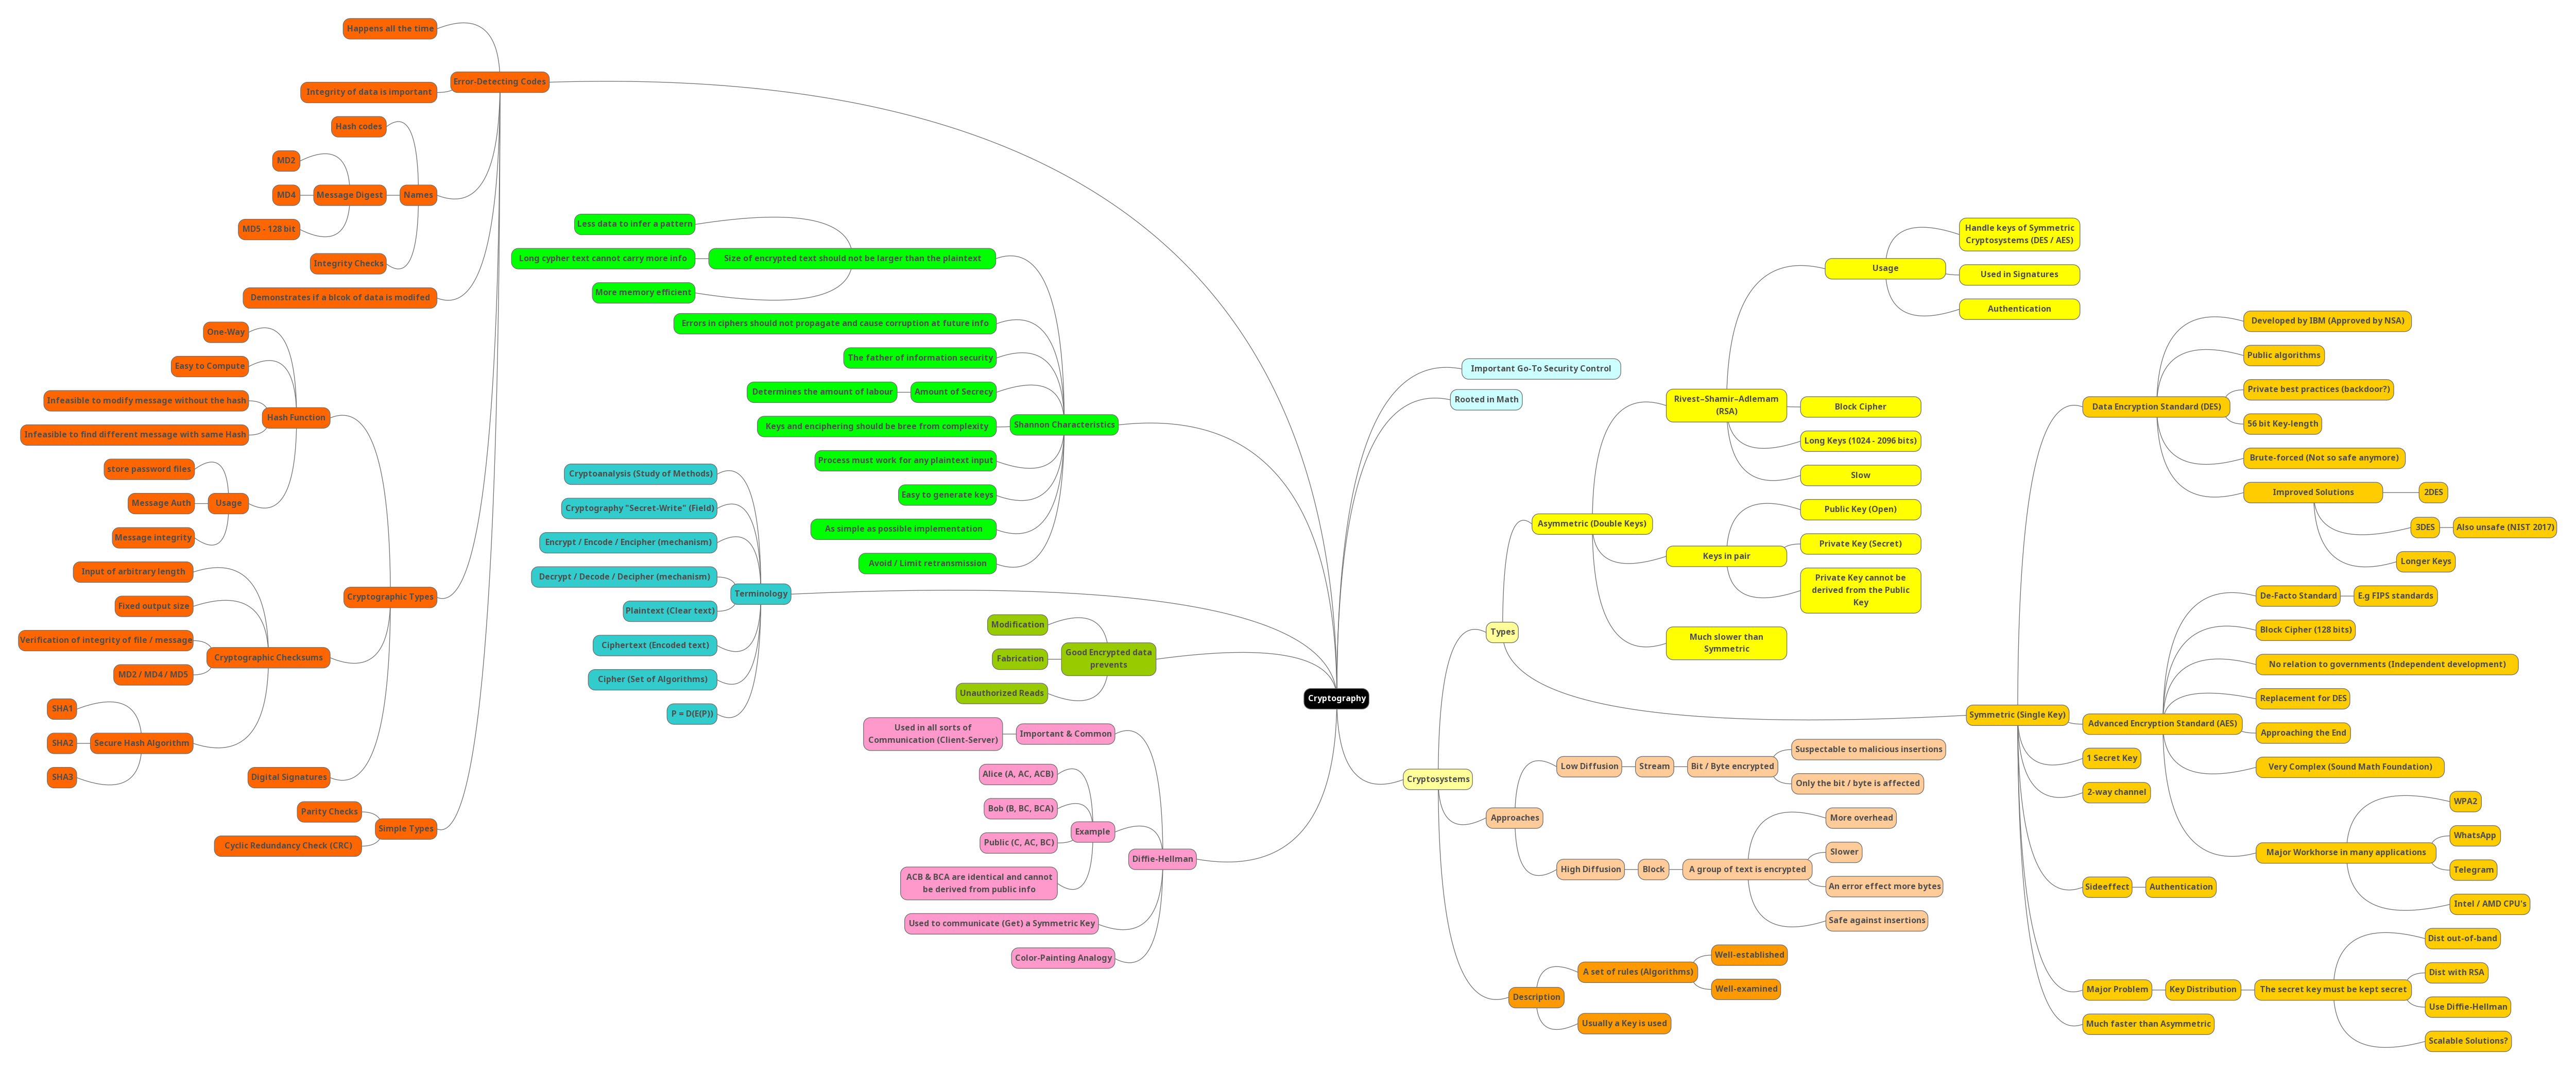 Cryptography
Error-Detecting Codes
Happens all the time
Integrity of data is important
Names
Hash codes
Message Digest
MD2
MD4
MD5 - 128 bit
Integrity Checks
Demonstrates if a blcok of data is modifed
Cryptographic Types
Hash Function
One-Way
Easy to Compute
Infeasible to modify message without the hash
Infeasible to find different message with same Hash
Usage
store password files
Message Auth
Message integrity
Cryptographic Checksums
Input of arbitrary length
Fixed output size
Verification of integrity of file / message
MD2 / MD4 / MD5
Secure Hash Algorithm
SHA1
SHA2
SHA3
Digital Signatures
Simple Types
Parity Checks
Cyclic Redundancy Check (CRC)
Shannon Characteristics
Size of encrypted text should not be larger than the plaintext
Less data to infer a pattern
Long cypher text cannot carry more info
More memory efficient
Errors in ciphers should not propagate and cause corruption at future info
The father of information security
Amount of Secrecy
Determines the amount of labour
Keys and enciphering should be bree from complexity
Process must work for any plaintext input
Easy to generate keys
As simple as possible implementation
Avoid / Limit retransmission
Terminology
Cryptoanalysis (Study of Methods)
Cryptography "Secret-Write" (Field)
Encrypt / Encode / Encipher (mechanism)
Decrypt / Decode / Decipher (mechanism)
Plaintext (Clear text)
Ciphertext (Encoded text)
Cipher (Set of Algorithms)
P = D(E(P))
Good Encrypted data
prevents
Modification
Fabrication
Unauthorized Reads
Diffie-Hellman
Important & Common
Used in all sorts of
Communication (Client-Server)
Example
Alice (A, AC, ACB)
Bob (B, BC, BCA)
Public (C, AC, BC)
ACB & BCA are identical and cannot
be derived from public info
Used to communicate (Get) a Symmetric Key
Color-Painting Analogy
Important Go-To Security Control
Rooted in Math
Cryptosystems
Types
Asymmetric (Double Keys)
Rivest–Shamir–Adlemam
(RSA)
Usage
Handle keys of Symmetric
Cryptosystems (DES / AES)
Used in Signatures
Authentication
Block Cipher
Long Keys (1024 - 2096 bits)
Slow
Keys in pair
Public Key (Open)
Private Key (Secret)
Private Key cannot be
derived from the Public
Key
Much slower than
Symmetric
Symmetric (Single Key)
Data Encryption Standard (DES)
Developed by IBM (Approved by NSA)
Public algorithms
Private best practices (backdoor?)
56 bit Key-length
Brute-forced (Not so safe anymore)
Improved Solutions
2DES
3DES
Also unsafe (NIST 2017)
Longer Keys
Advanced Encryption Standard (AES)
De-Facto Standard
E.g FIPS standards
Block Cipher (128 bits)
No relation to governments (Independent development)
Replacement for DES
Approaching the End
Very Complex (Sound Math Foundation)
Major Workhorse in many applications
WPA2
WhatsApp
Telegram
Intel / AMD CPU's
1 Secret Key
2-way channel
Sideeffect
Authentication
Major Problem
Key Distribution
The secret key must be kept secret
Dist out-of-band
Dist with RSA
Use Diffie-Hellman
Scalable Solutions?
Much faster than Asymmetric
Approaches
Low Diffusion
Stream
Bit / Byte encrypted
Suspectable to malicious insertions
Only the bit / byte is affected
High Diffusion
Block
A group of text is encrypted
More overhead
Slower
An error effect more bytes
Safe against insertions
Description
A set of rules (Algorithms)
Well-established
Well-examined
Usually a Key is used